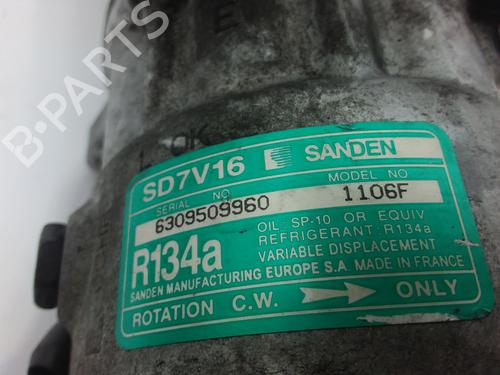 E
OK
SD7V16 SANDEN
SERIAL NO MODEL NO
6309509960 1106F
OIL SP-10 OR EQUIV
REFRIGERANT: R134a
R134a VARIABLE DISPLACEMENT
SANDEN MANUFACTURING EUROPE S.A. MADE IN FRANCE
ROTATION C.W. ONLY
B-PARTS